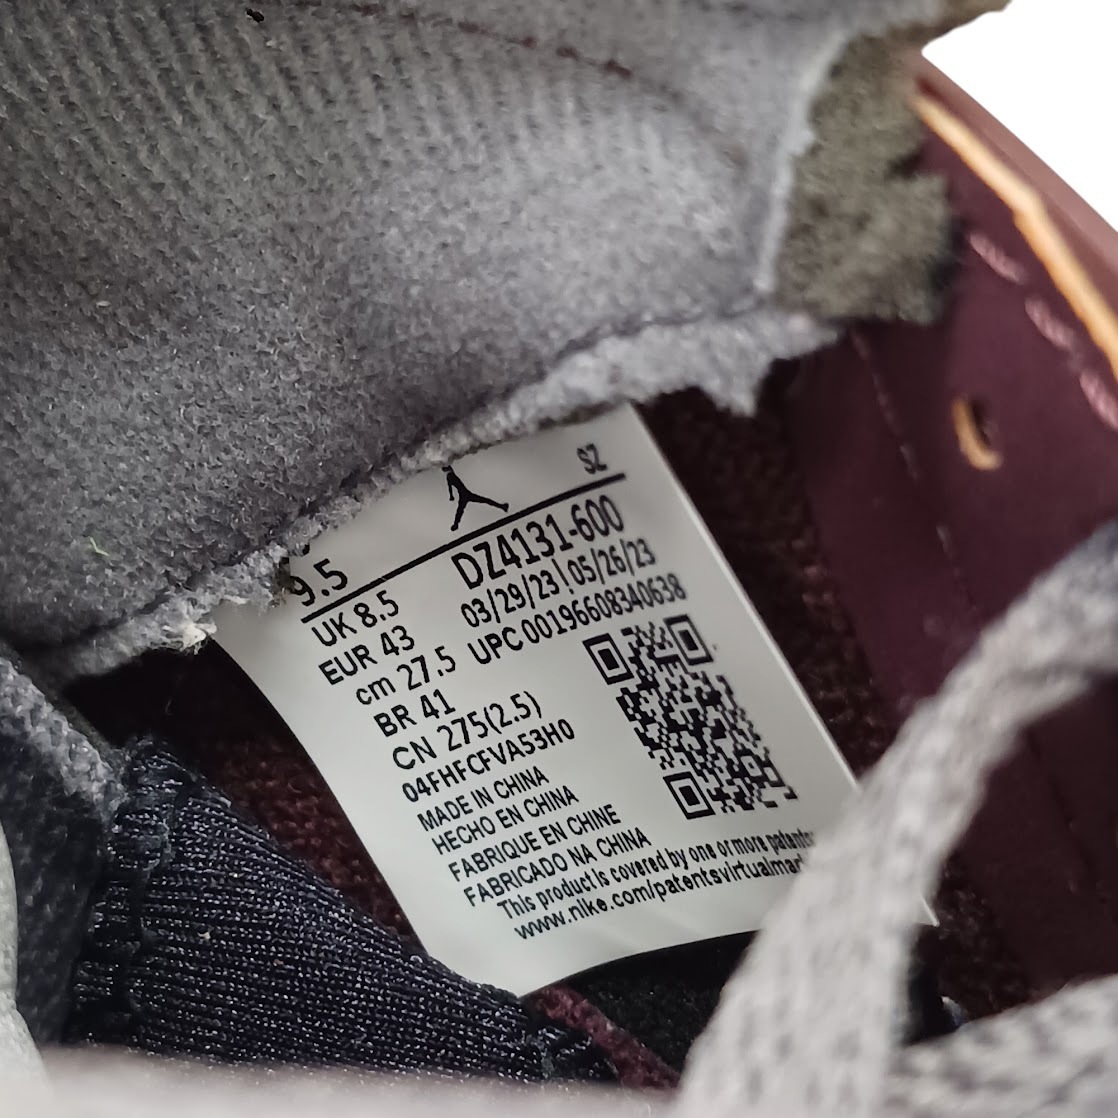 SZ
9.5
DZ4131-600
UK 8.5
03/29/23 | 05/26/23
EUR 43
UPC 00196608340638
cm 27.5
BR 41
CN 275(2.5)
04FHFCFVA53H0
MADE IN CHINA
HECHO EN CHINA
FABRIQUE EN CHINE
FABRICADO NA CHINA
This product is covered by one or more patents
www.nike.com/patentsvirtualmar